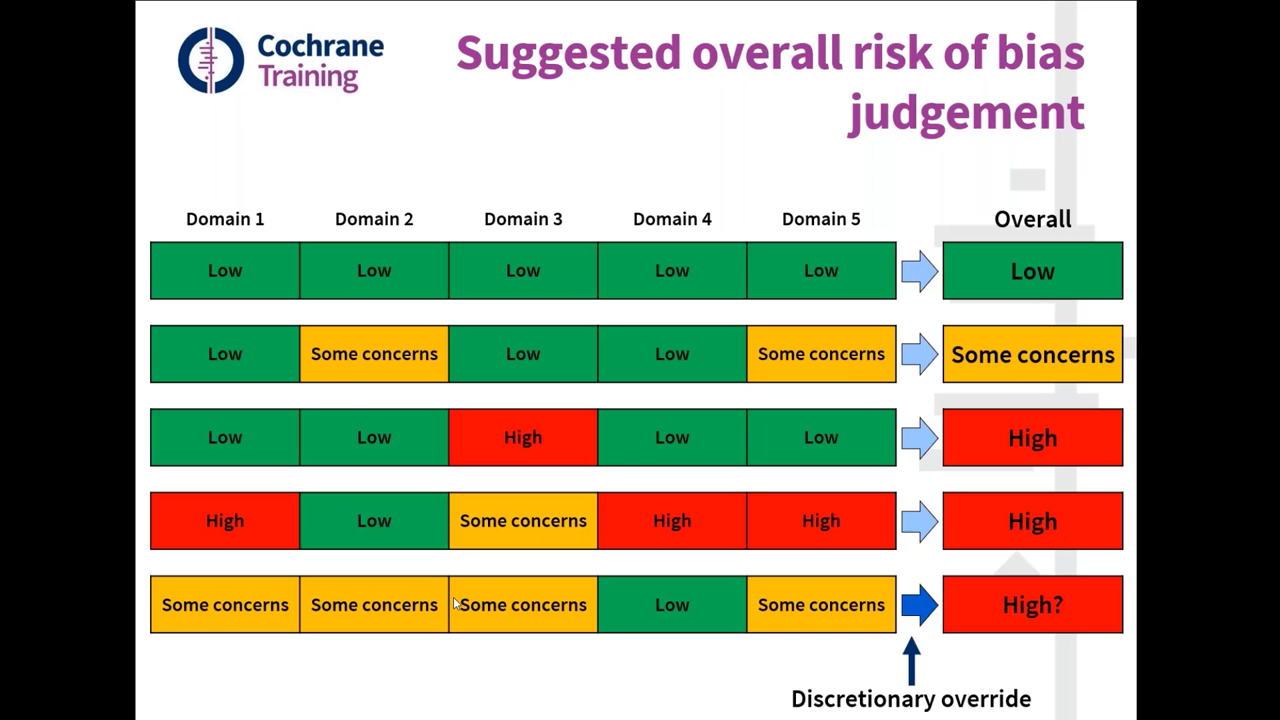 Cochrane
Training
Suggested overall risk of bias
judgement
Domain 1 Domain 2 Domain 3 Domain 4 Domain 5 Overall
Low Low Low Low Low Low
Low Some concerns Low Low Some concerns Some concerns
Low Low High Low Low High
High Low Some concerns High High High
Some concerns Some concerns Some concerns Low Some concerns High?
Discretionary override